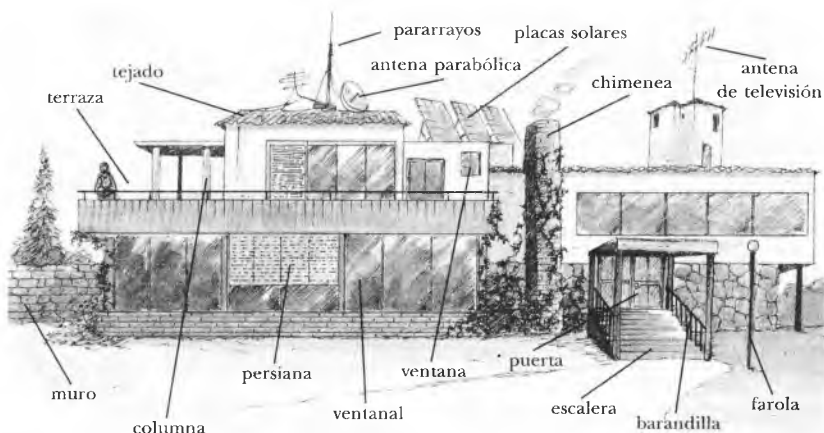 pararrayos
placas solares
antena parabólica
tejado
chimenea
antena
de televisión
terraza
muro
persiana
ventana
puerta
columna
ventanal
escalera
barandilla
farola